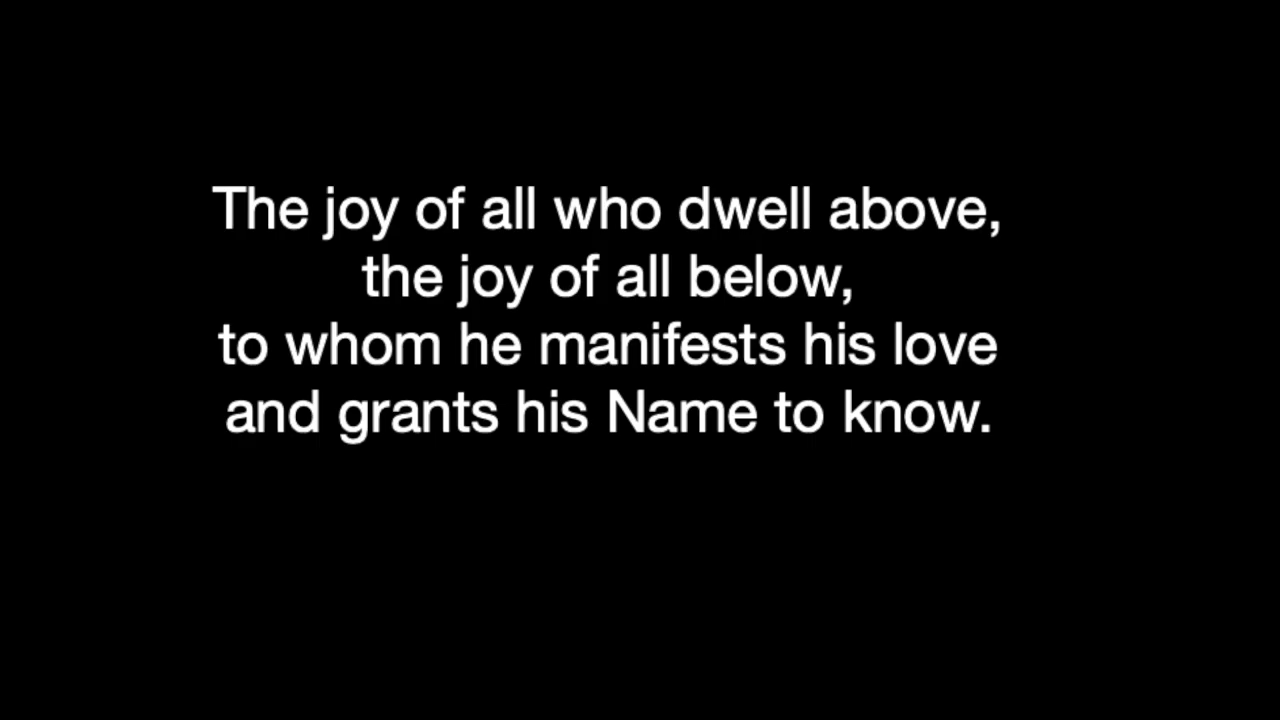 The joy of all who dwell above,
the joy of all below,
to whom he manifests his love
and grants his Name to know.